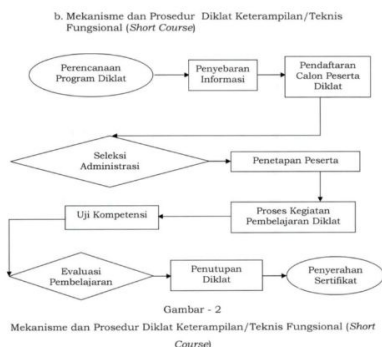 b. Mekanisme dan Prosedur Diklat Keterampilan/Teknis
Fungsional (Short Course)
Perencanaan
Program Diklat
Penyebaran
Informasi
Pendaftaran
Calon Peserta
Diklat
Seleksi
Administrasi
Penetapan Peserta
Proses Kegiatan
Pembelajaran Diklat
Uji Kompetensi
Evaluasi
Pembelajaran
Penutupan
Diklat
Penyerahan
Sertifikat
Gambar - 2
Mekanisme dan Prosedur Diklat Keterampilan/Teknis Fungsional (Short
Course)